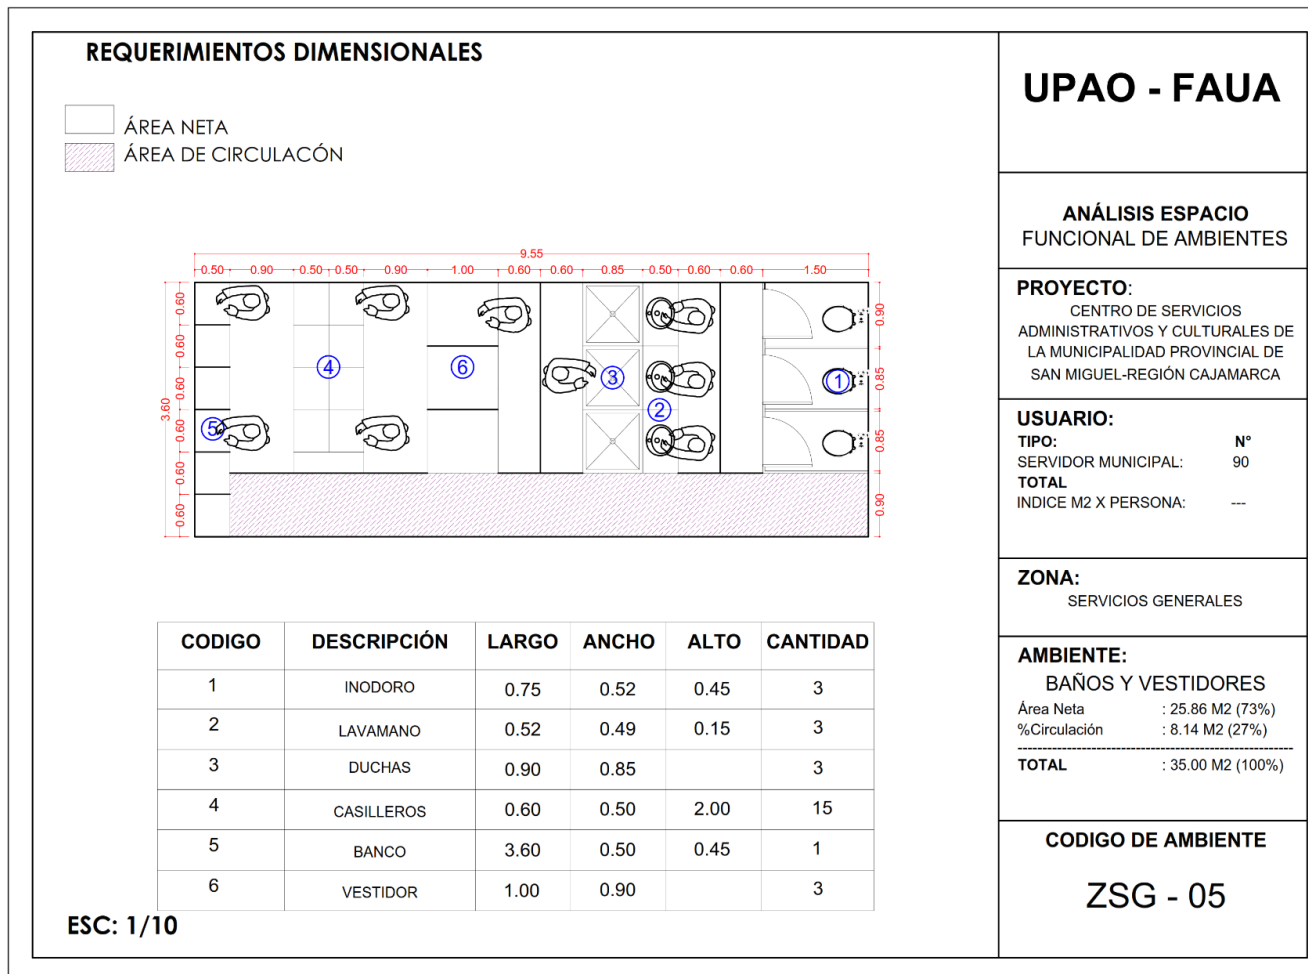 REQUERIMIENTOS DIMENSIONALES
ÁREA NETA
ÁREA DE CIRCULACÓN
9.55
0.50 0.90 0.50 0.50 0.90 1.00 0.60 0.60 0.85 0.50 0.60 0.60 1.50
3.60
0.60
0.60
0.60
0.60
0.60
0.60
4
6
5
3
2
1
0.90
0.85
0.85
0.90
CODIGO DESCRIPCIÓN LARGO ANCHO ALTO CANTIDAD
1 INODORO 0.75 0.52 0.45 3
2 LAVAMANO 0.52 0.49 0.15 3
3 DUCHAS 0.90 0.85 3
4 CASILLEROS 0.60 0.50 2.00 15
5 BANCO 3.60 0.50 0.45 1
6 VESTIDOR 1.00 0.90 3
ESC: 1/10
UPAO - FAUA
ANÁLISIS ESPACIO
FUNCIONAL DE AMBIENTES
PROYECTO:
CENTRO DE SERVICIOS
ADMINISTRATIVOS Y CULTURALES DE
LA MUNICIPALIDAD PROVINCIAL DE
SAN MIGUEL-REGIÓN CAJAMARCA
USUARIO:
TIPO: N°
SERVIDOR MUNICIPAL: 90
TOTAL
INDICE M2 X PERSONA: ---
ZONA:
SERVICIOS GENERALES
AMBIENTE:
BAÑOS Y VESTIDORES
Área Neta : 25.86 M2 (73%)
%Circulación : 8.14 M2 (27%)
TOTAL : 35.00 M2 (100%)
CODIGO DE AMBIENTE
ZSG - 05